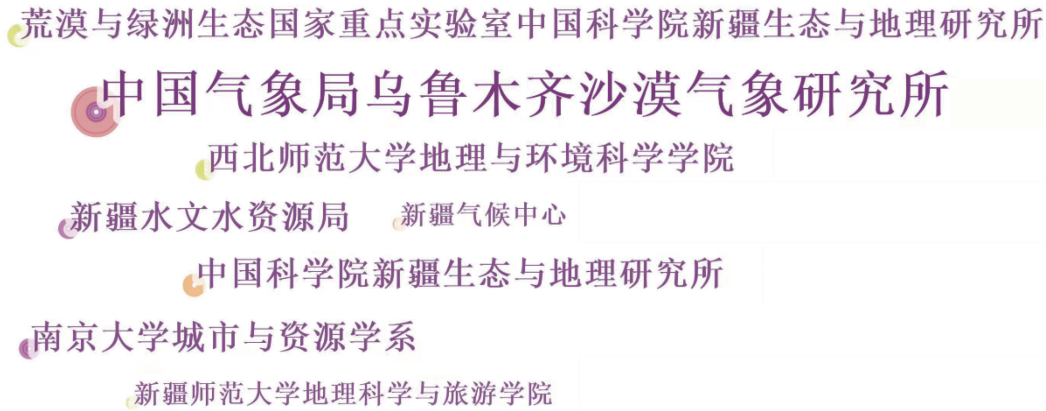 荒漠与绿洲生态国家重点实验室中国科学院新疆生态与地理研究所
中国气象局乌鲁木齐沙漠气象研究所
西北师范大学地理与环境科学学院
新疆水文水资源局 新疆气候中心
中国科学院新疆生态与地理研究所
南京大学城市与资源学系
新疆师范大学地理科学与旅游学院